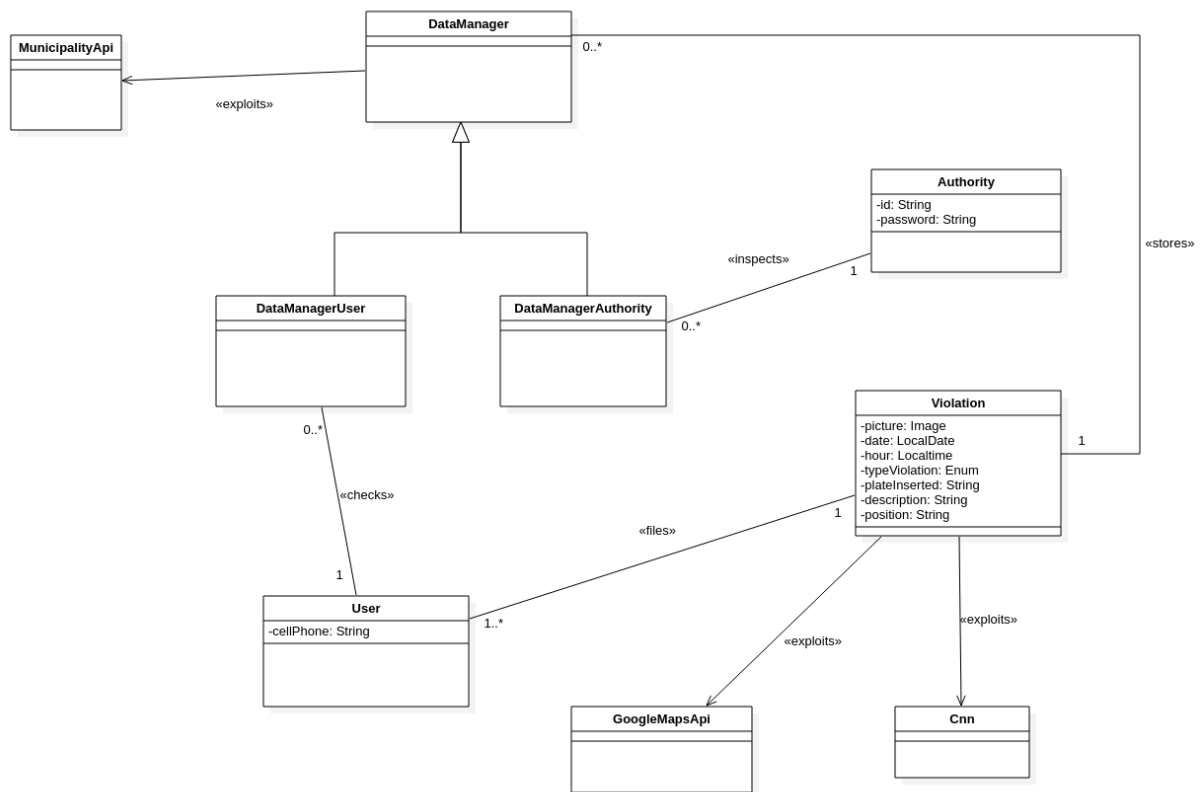 DataManager
MunicipalityApi
0..*
«exploits»
Authority
-id: String
-password: String
«stores»
«inspects»
1
DataManagerUser
DataManagerAuthority
0..*
Violation
-picture: Image
-date: LocalDate
-hour: Localtime
-typeViolation: Enum
-plateInserted: String
-description: String
-position: String
1
0..*
«checks»
1
«files»
1
User
-cellPhone: String
1..*
«exploits»
«exploits»
GoogleMapsApi
Cnn